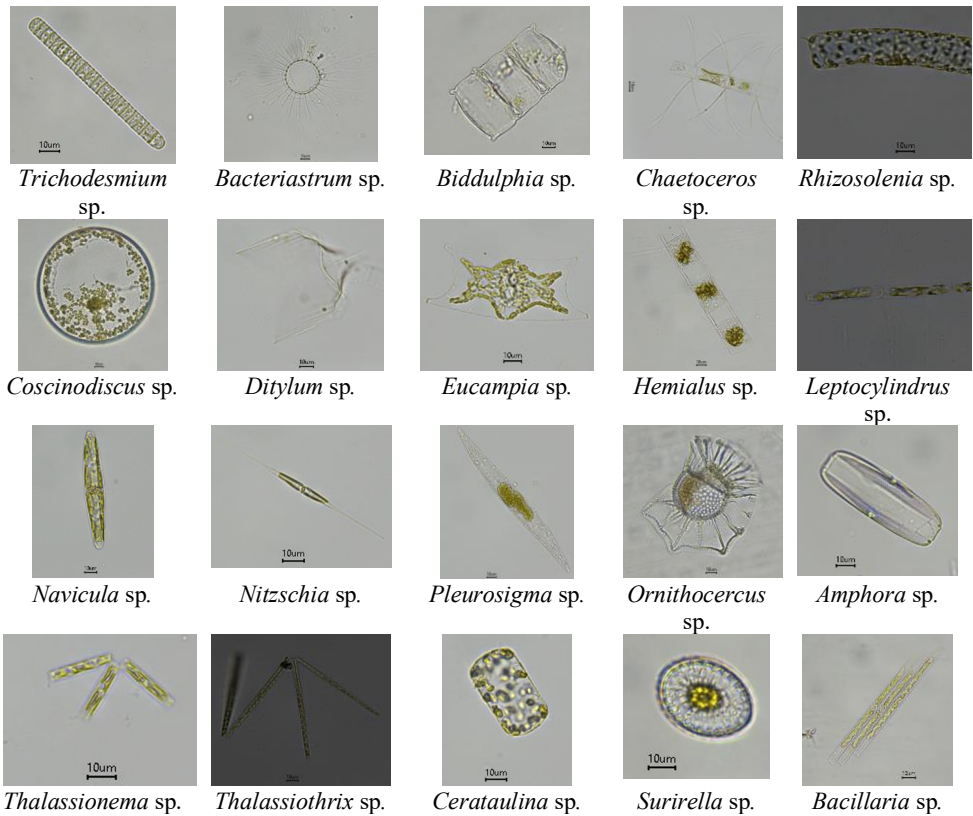 10um
10um
10um
Trichodesmium
sp.
Bacteriastrum sp.
Biddulphia sp.
Chaetoceros
sp.
Rhizosolenia sp.
10um
10um
10um
Coscinodiscus sp.
Ditylum sp.
Eucampia sp.
Hemialus sp.
Leptocylindrus
sp.
10um
10um
10um
Navicula sp.
Nitzschia sp.
Pleurosigma sp.
Ornithocercus
sp.
Amphora sp.
10um
10um
10um
10um
Thalassionema sp.
Thalassiothrix sp.
Cerataulina sp.
Surirella sp.
Bacillaria sp.